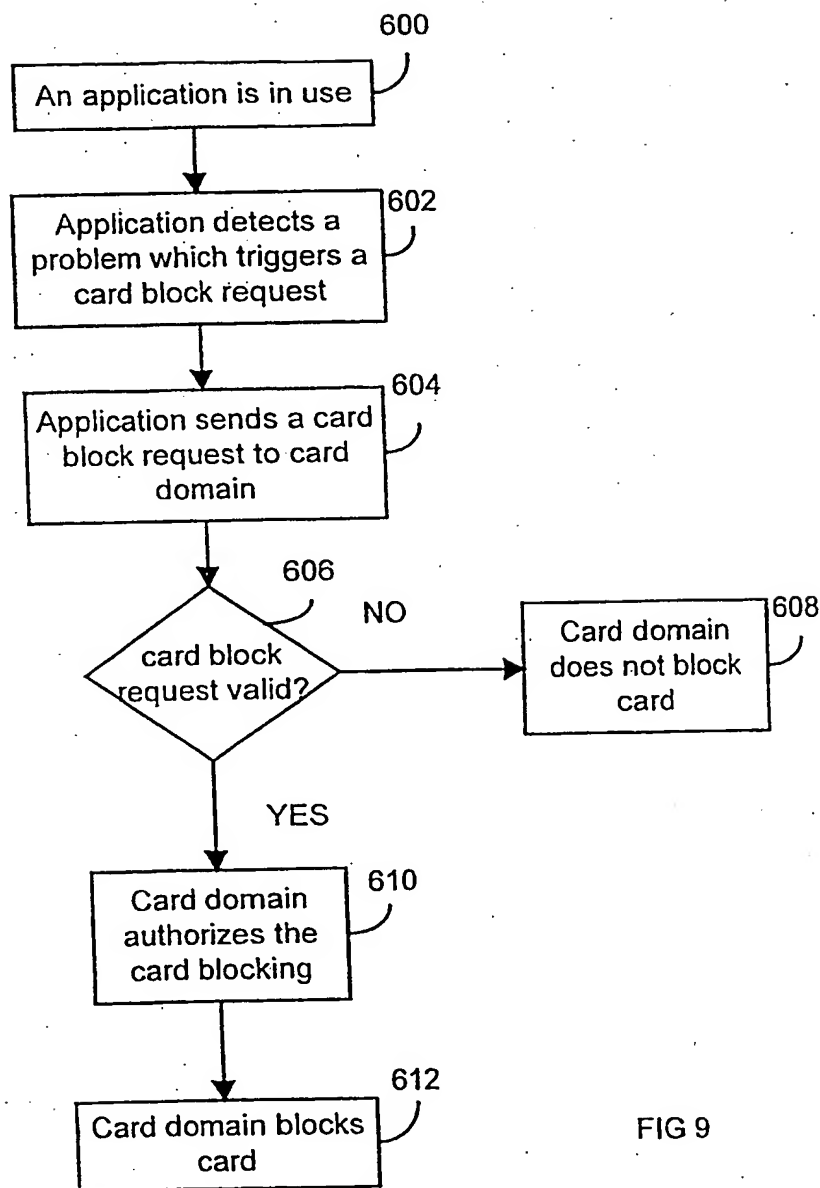 600
An application is in use
602
Application detects a
problem which triggers a
card block request
604
Application sends a card
block request to card
domain
606
NO
card block
request valid?
608
Card domain
does not block
card
YES
610
Card domain
authorizes the
card blocking
612
Card domain blocks
card
FIG 9